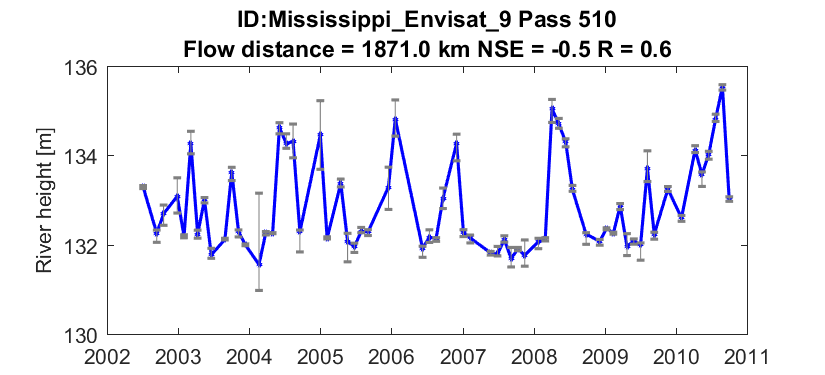 ID:Mississippi_Envisat_9 Pass 510
Flow distance = 1871.0 km NSE = -0.5 R = 0.6
River height [m]
136
134
132
130
2002 2003 2004 2005 2006 2007 2008 2009 2010 2011